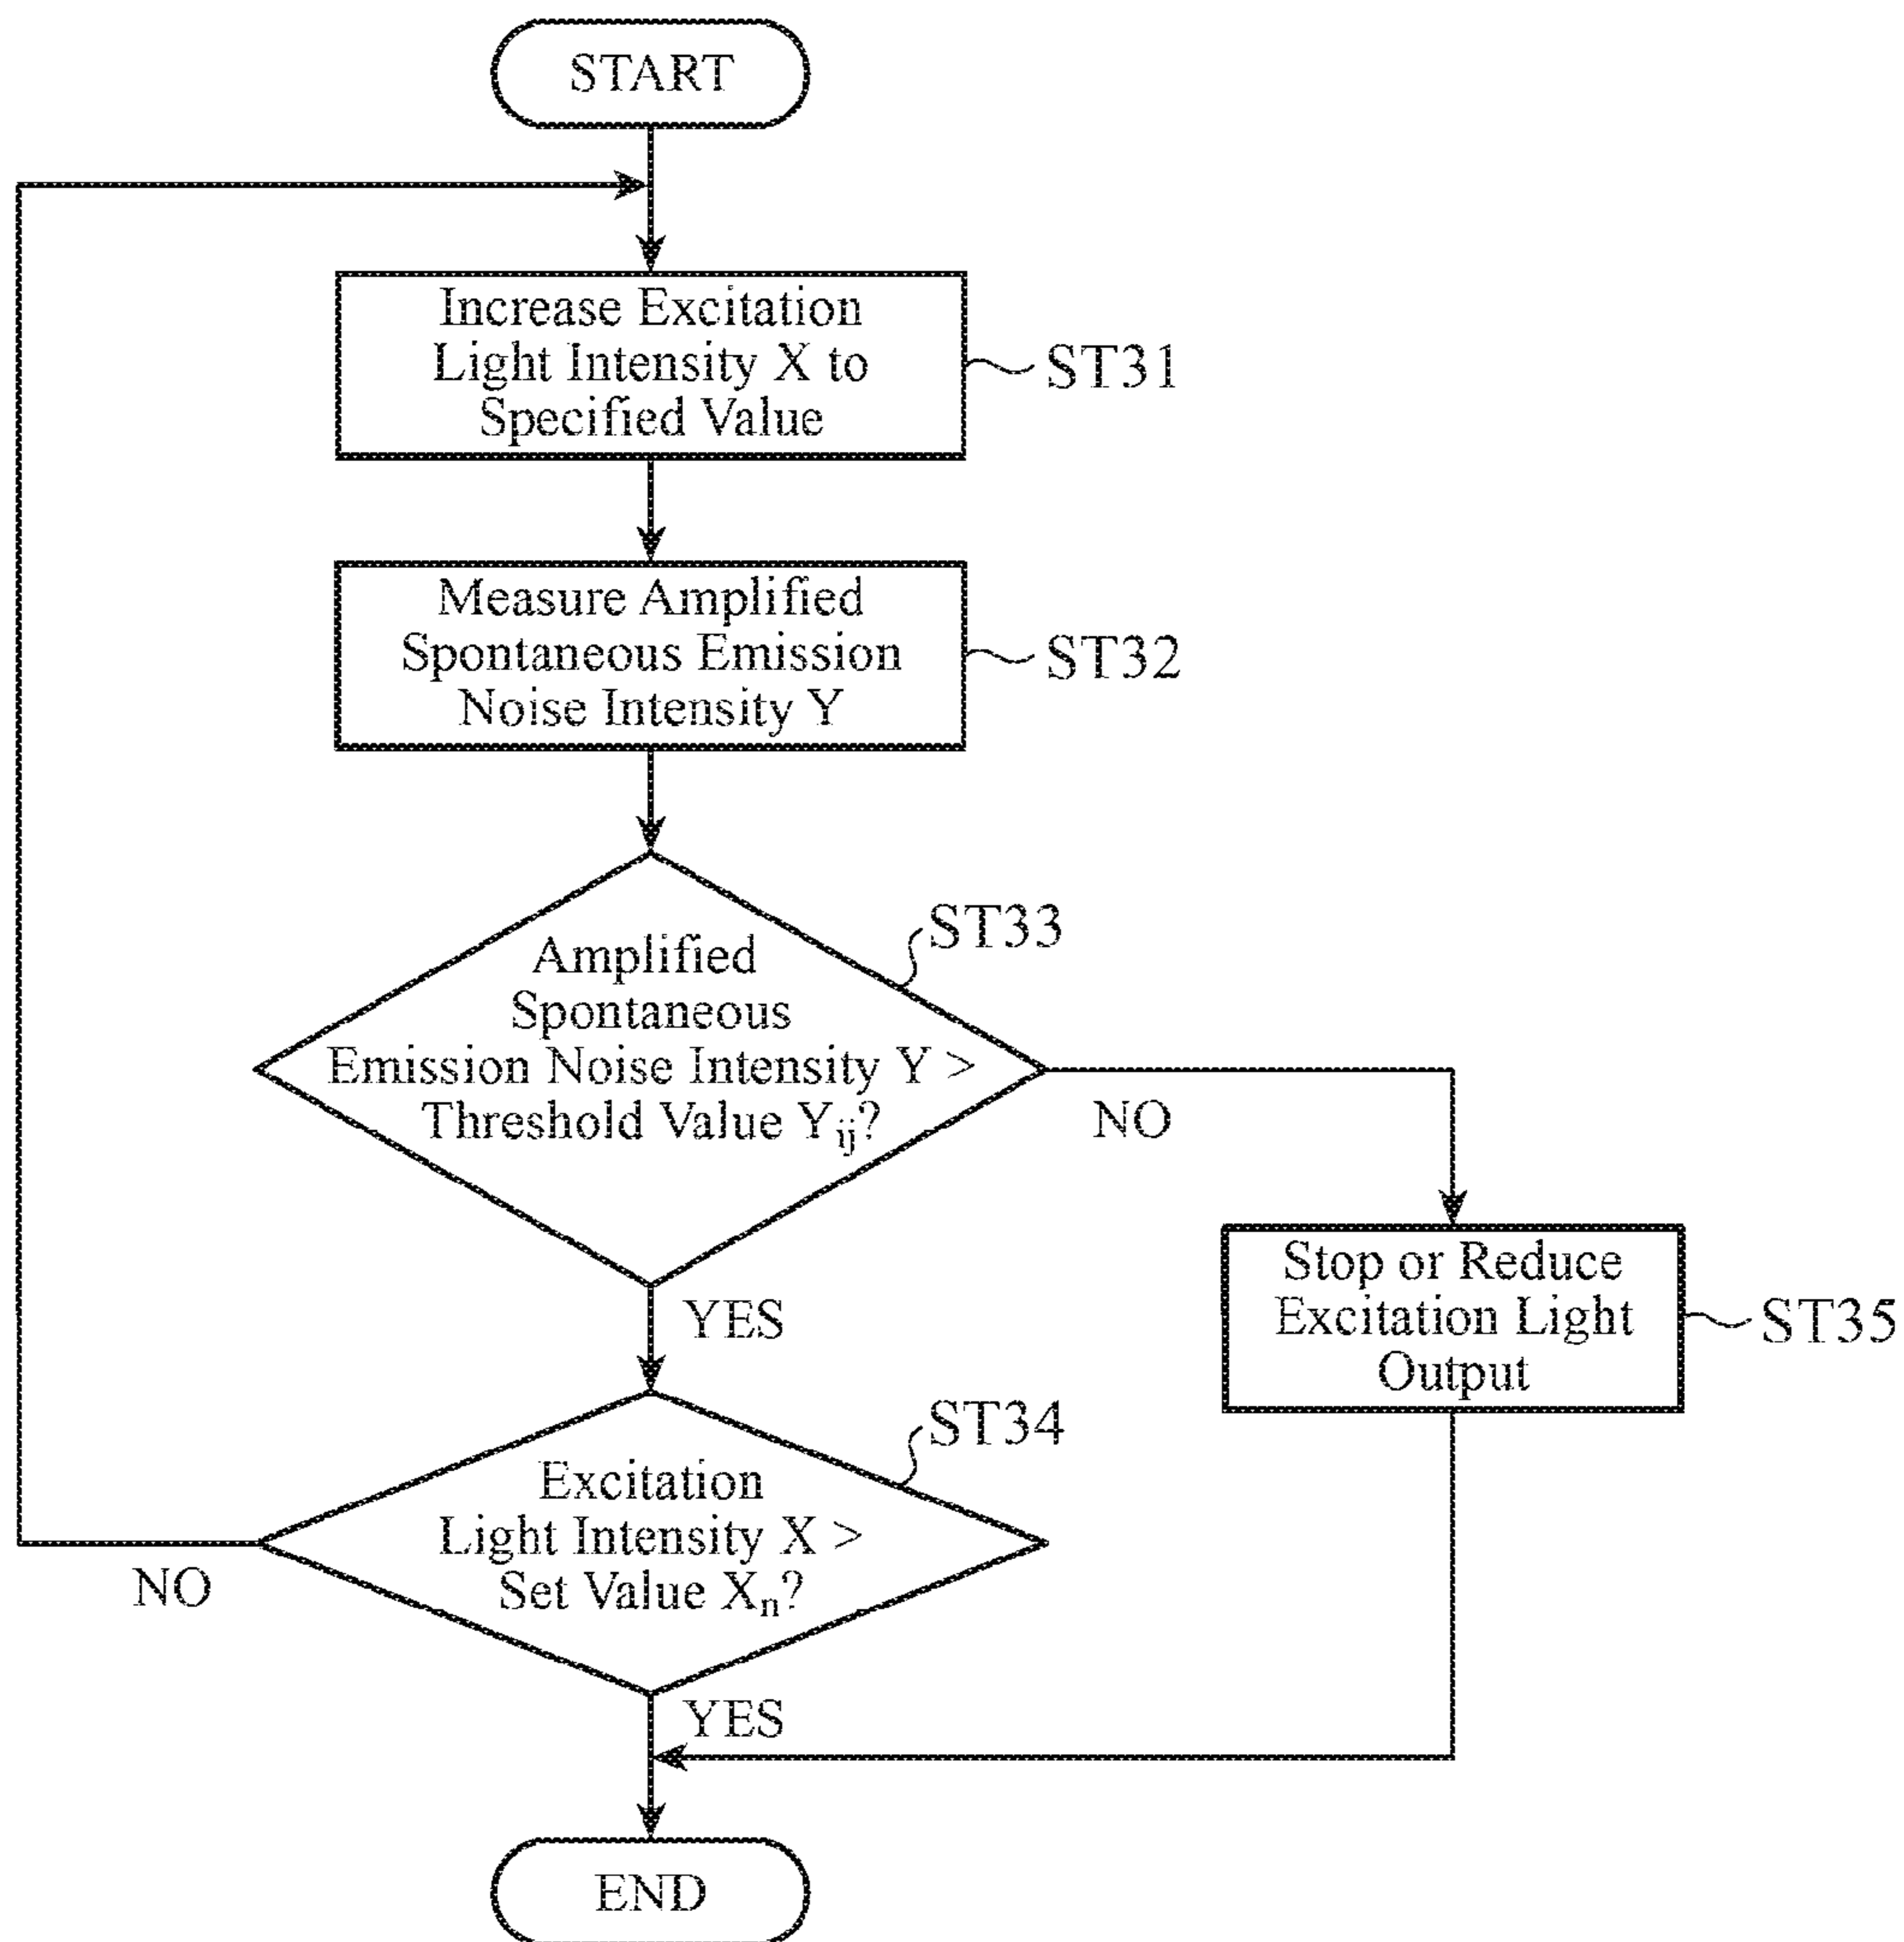 START
Increase Excitation
Light Intensity X to
Specified Value
ST31
Measure Amplified
Spontaneous Emission
Noise Intensity Y
ST32
ST33
Amplified
Spontaneous
Emission Noise Intensity Y >
Threshold Value Yij?
NO
YES
Stop or Reduce
Excitation Light
Output
ST35
ST34
Excitation
Light Intensity X >
Set Value Xn?
NO
YES
END